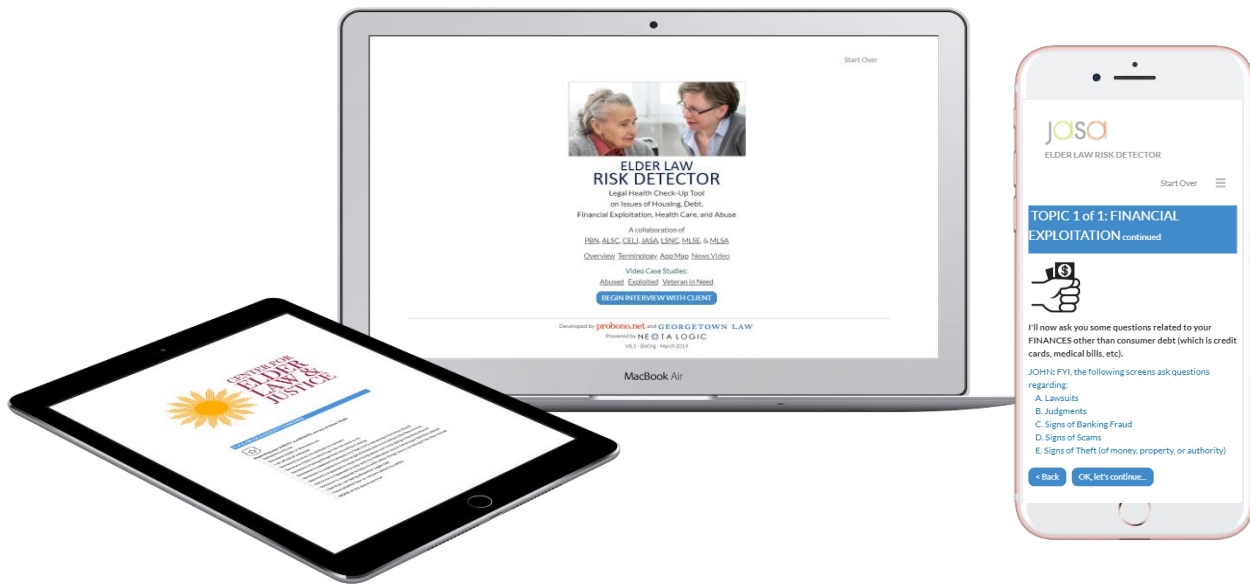 Start Over
ELDER LAW
RISK DETECTOR
Legal Health Check-Up Tool
on Issues of Housing, Debt,
Financial Exploitation, Health Care, and Abuse
A collaboration of
PBN, ALSC, CELJ, JASA, LSNC, MLSE, & MLSA
Overview Terminology App Map News Video
Video Case Studies:
Abused Exploited Veteran in Need
BEGIN INTERVIEW WITH CLIENT
Developed by probono.net and GEORGETOWN LAW
Powered by NEOTA LOGIC
V6.1 - SixOrg - March 2019
MacBook Air
CENTER FOR
ELDER
LAW &
JUSTICE
jasa
ELDER LAW RISK DETECTOR
Start Over
TOPIC 1 of 1: FINANCIAL
EXPLOITATION continued
I'll now ask you some questions related to your
FINANCES other than consumer debt (which is credit
cards, medical bills, etc).
JOHN: FYI, the following screens ask questions
regarding:
A. Lawsuits
B. Judgments
C. Signs of Banking Fraud
D. Signs of Scams
E. Signs of Theft (of money, property, or authority)
< Back OK, let's continue...